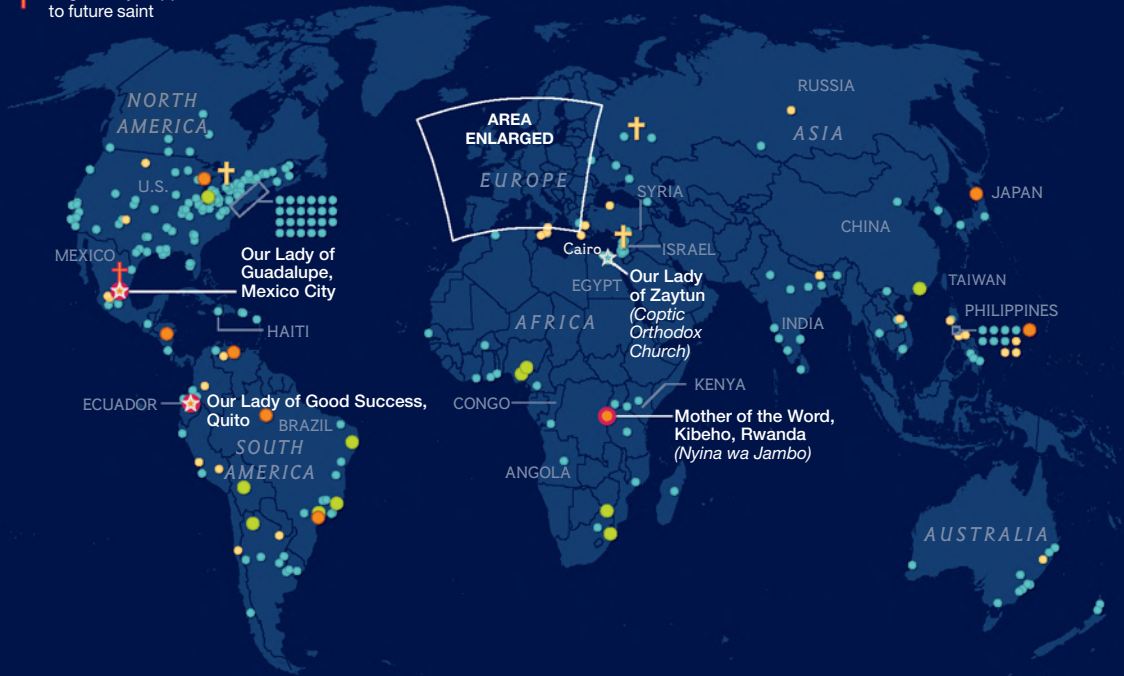 to future saint
NORTH
AMERICA
U.S.
MEXICO
Our Lady of
Guadalupe,
Mexico City
HAITI
ECUADOR
Our Lady of Good Success,
Quito
BRAZIL
SOUTH
AMERICA
AREA
ENLARGED
EUROPE
RUSSIA
ASIA
SYRIA
Cairo
ISRAEL
EGYPT
Our Lady
of Zaytun
(Coptic
Orthodox
Church)
AFRICA
CONGO
KENYA
Mother of the Word,
Kibeho, Rwanda
(Nyina wa Jambo)
ANGOLA
JAPAN
CHINA
TAIWAN
PHILIPPINES
INDIA
AUSTRALIA